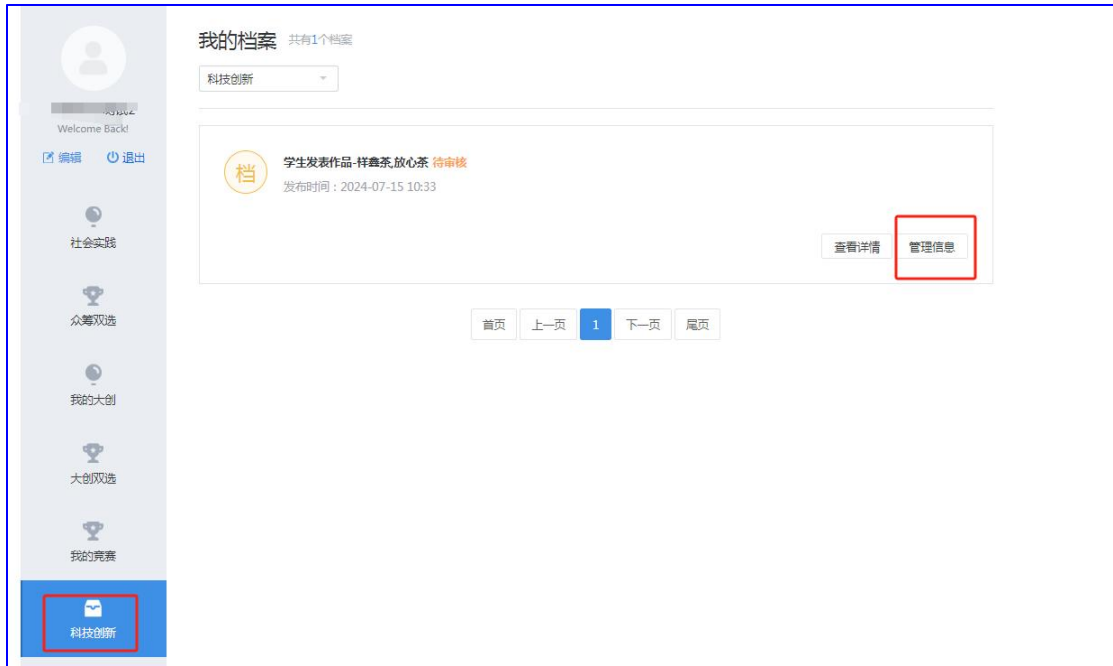 我的档案 共有1个档案
科技创新
Welcome Back!
编辑 退出
社会实践
众筹双选
我的大创
大创双选
我的竞赛
科技创新
档
学生发表作品-祥鑫茶,放心茶 待审核
发布时间：2024-07-15 10:33
查看详情 管理信息
首页 上一页 1 下一页 尾页